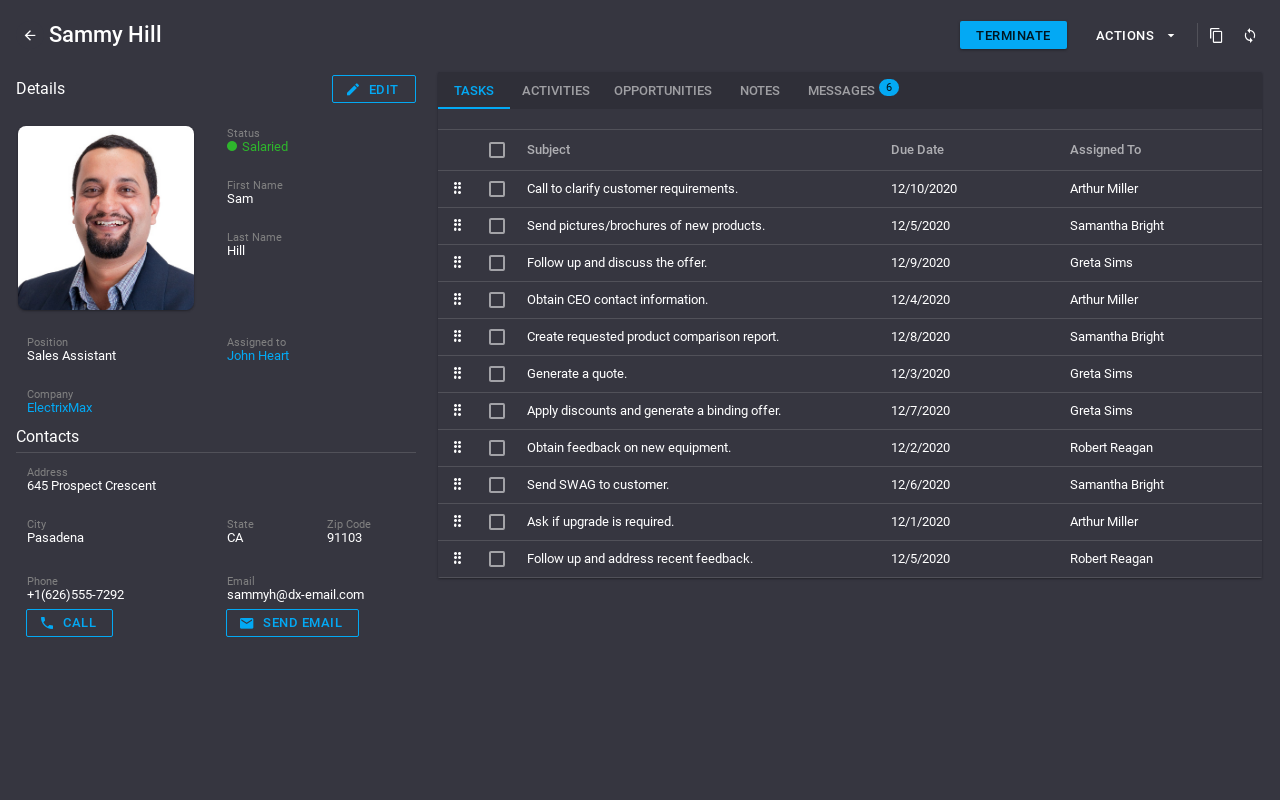 Sammy Hill
TERMINATE
ACTIONS
Details
EDIT
Status
Salaried
First Name
Sam
Last Name
Hill
Position
Sales Assistant
Assigned to
John Heart
Company
ElectrixMax
Contacts
Address
645 Prospect Crescent
City
Pasadena
State
CA
Zip Code
91103
Phone
+1(626)555-7292
CALL
Email
sammyh@dx-email.com
SEND EMAIL
TASKS ACTIVITIES OPPORTUNITIES NOTES MESSAGES 6
Subject Due Date Assigned To
Call to clarify customer requirements. 12/10/2020 Arthur Miller
Send pictures/brochures of new products. 12/5/2020 Samantha Bright
Follow up and discuss the offer. 12/9/2020 Greta Sims
Obtain CEO contact information. 12/4/2020 Arthur Miller
Create requested product comparison report. 12/8/2020 Samantha Bright
Generate a quote. 12/3/2020 Greta Sims
Apply discounts and generate a binding offer. 12/7/2020 Greta Sims
Obtain feedback on new equipment. 12/2/2020 Robert Reagan
Send SWAG to customer. 12/6/2020 Samantha Bright
Ask if upgrade is required. 12/1/2020 Arthur Miller
Follow up and address recent feedback. 12/5/2020 Robert Reagan